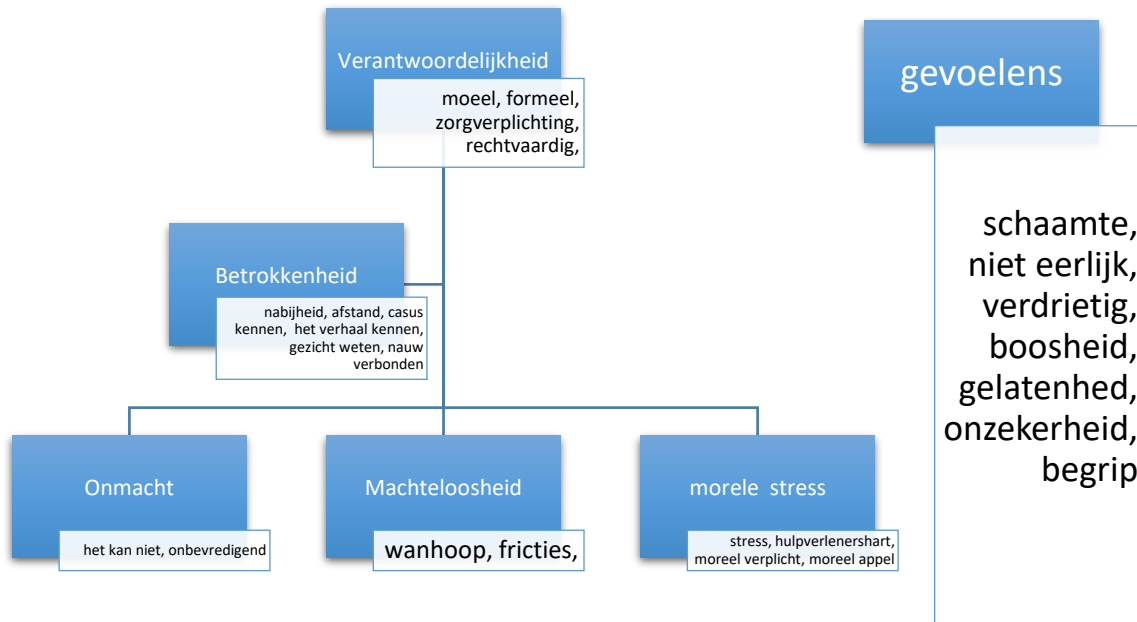 Verantwoordelijkheid
moeel, formeel,
zorgverplichting,
rechtvaardig,
Betrokkenheid
nabijheid, afstand, casus
kennen, het verhaal kennen,
gezicht weten, nauw
verbonden
Onmacht
het kan niet, onbevredigend
Machteloosheid
wanhoop, fricties,
morele stress
stress, hulpverlenershart,
moreel verplicht, moreel appel
gevoelens
schaamte,
niet eerlijk,
verdrietig,
boosheid,
gelatenhed,
onzekerheid,
begrip